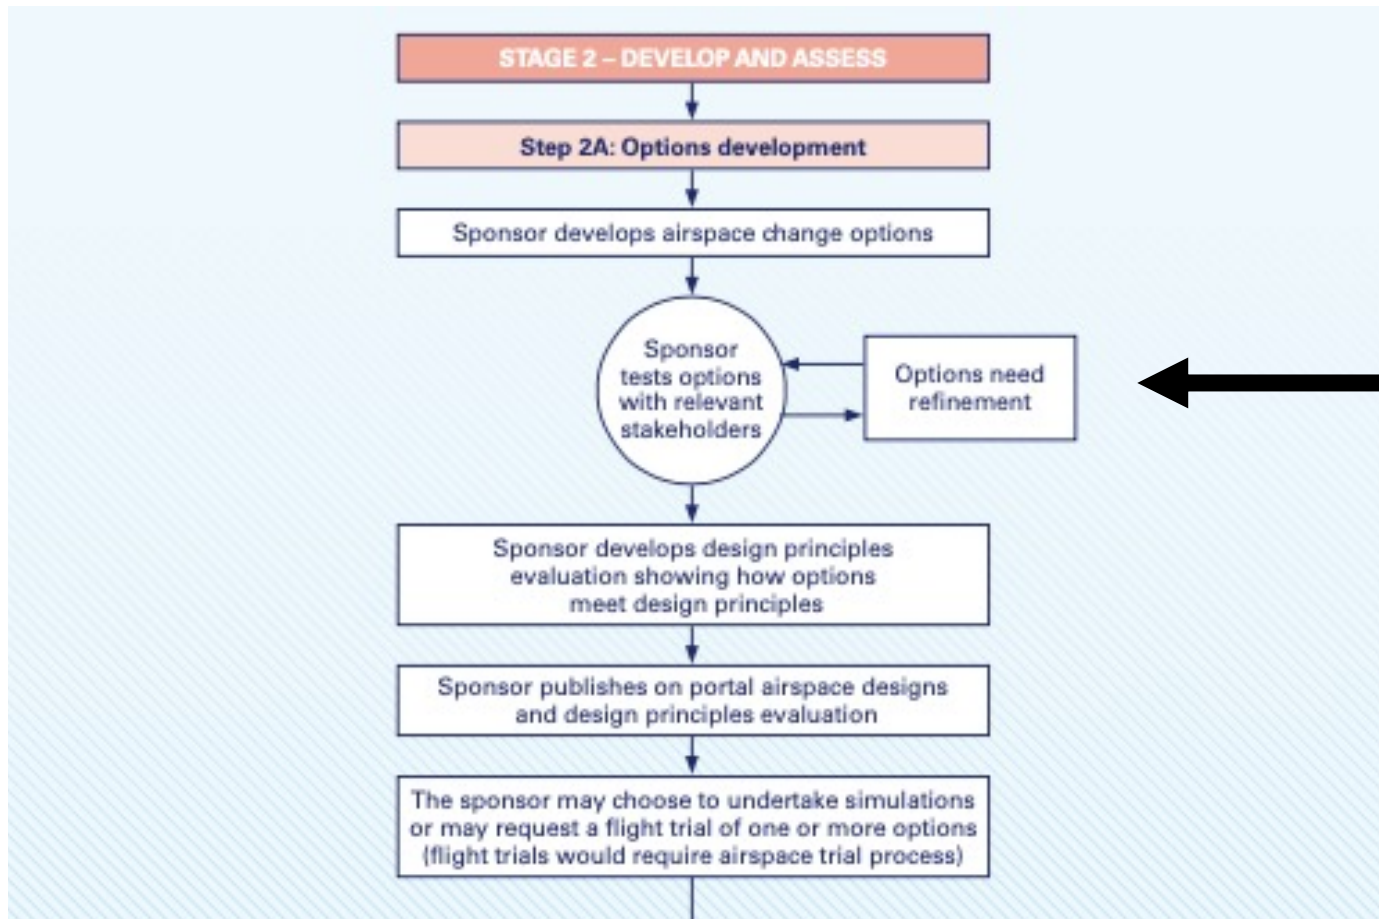 STAGE 2 – DEVELOP AND ASSESS
Step 2A: Options development
Sponsor develops airspace change options
Sponsor
tests options
with relevant
stakeholders
Options need
refinement
Sponsor develops design principles
evaluation showing how options
meet design principles
Sponsor publishes on portal airspace designs
and design principles evaluation
The sponsor may choose to undertake simulations
or may request a flight trial of one or more options
(flight trials would require airspace trial process)